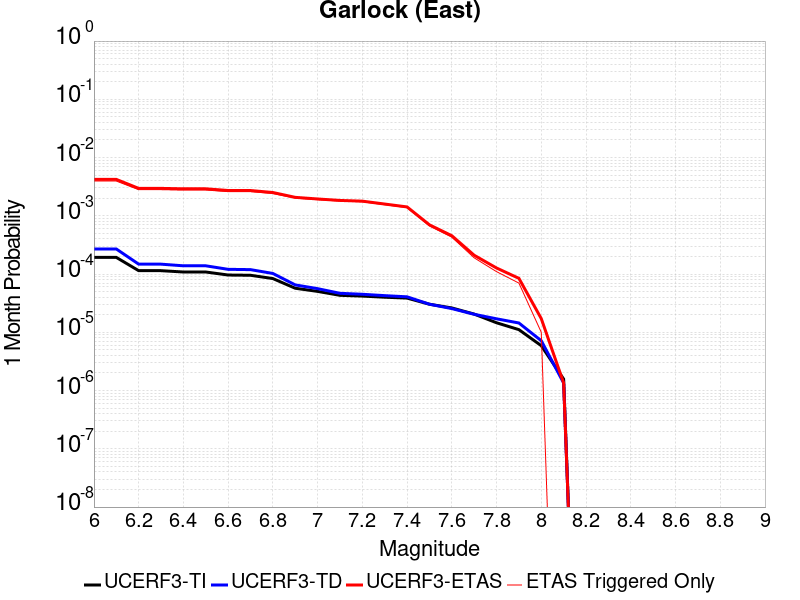 Garlock (East)
10^0
10^-1
10^-2
10^-3
10^-4
10^-5
10^-6
10^-7
10^-8
1 Month Probability
6 6.2 6.4 6.6 6.8 7 7.2 7.4 7.6 7.8 8 8.2 8.4 8.6 8.8 9
Magnitude
UCERF3-TI UCERF3-TD UCERF3-ETAS ETAS Triggered Only